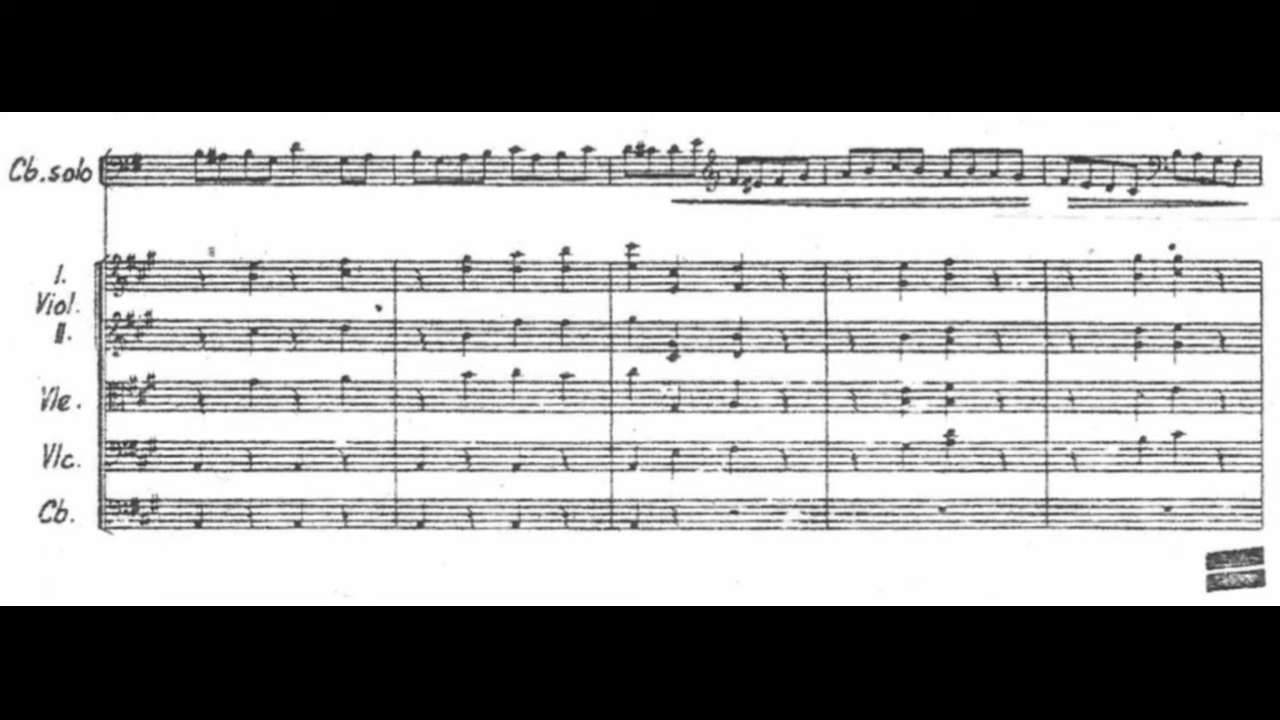 Cb. solo
I.
Viol.
II.
Vle.
Vlc.
Cb.